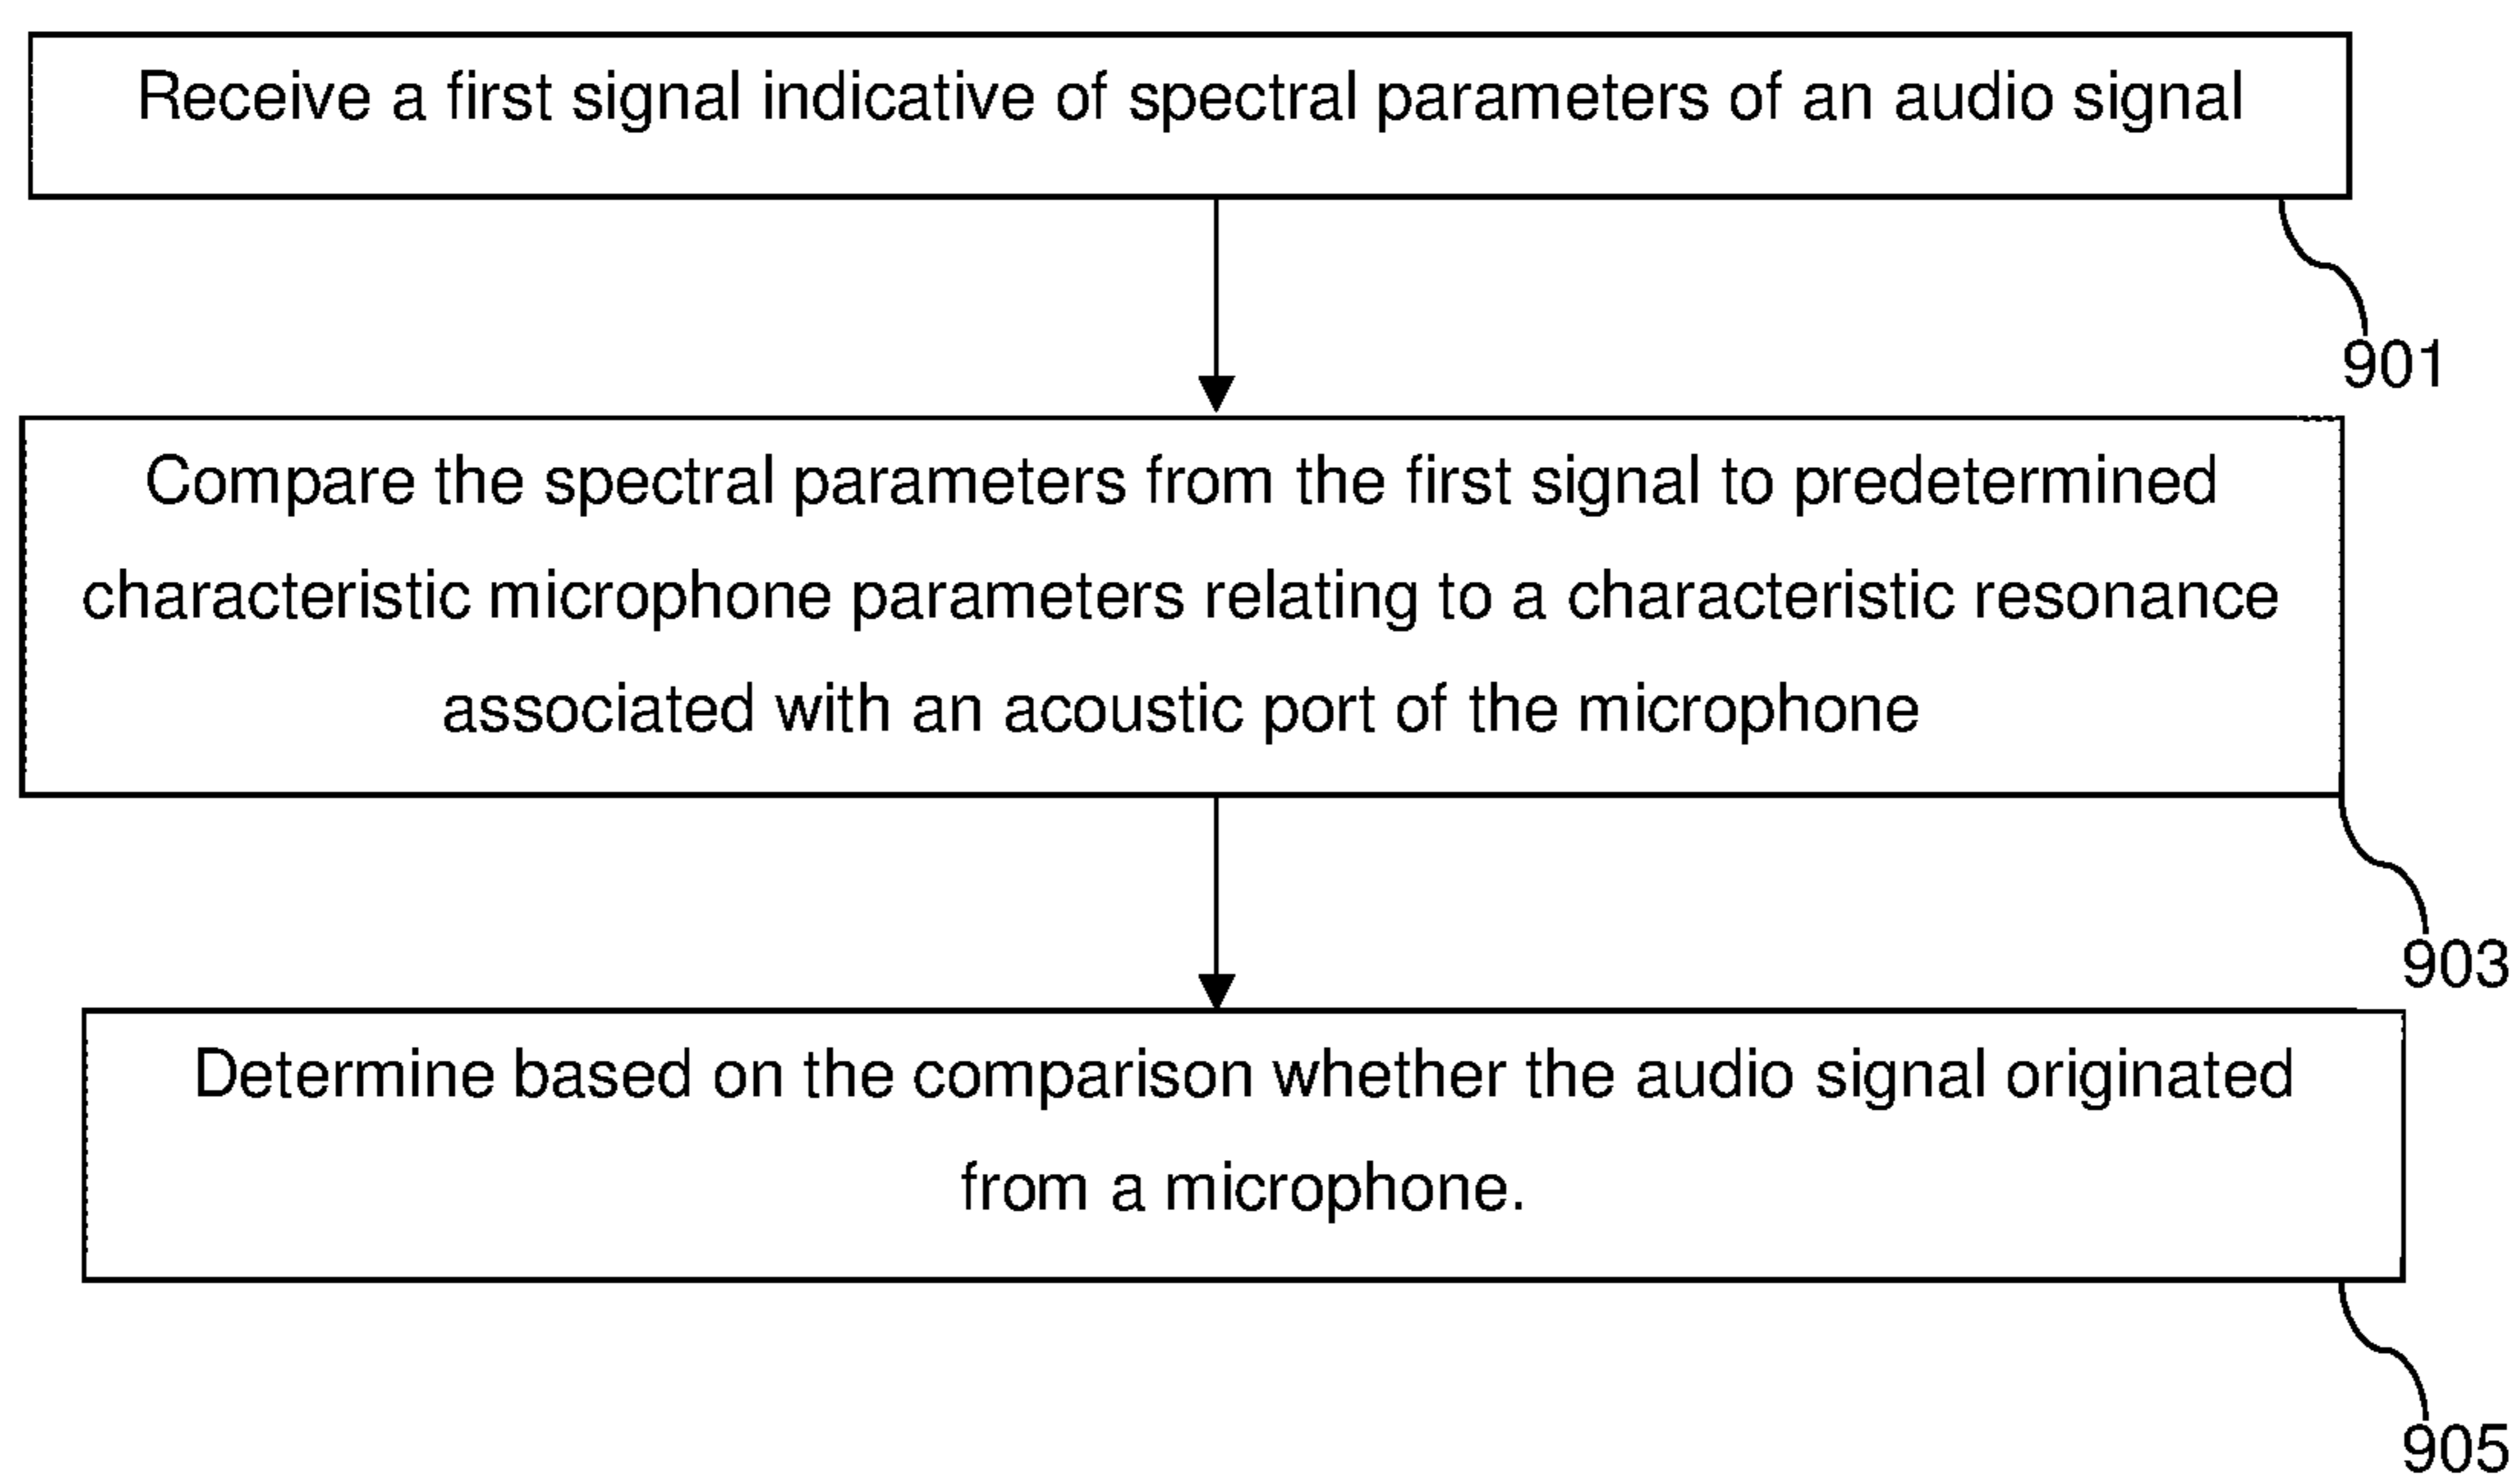 Receive a first signal indicative of spectral parameters of an audio signal
901
Compare the spectral parameters from the first signal to predetermined
characteristic microphone parameters relating to a characteristic resonance
associated with an acoustic port of the microphone
903
Determine based on the comparison whether the audio signal originated
from a microphone.
905